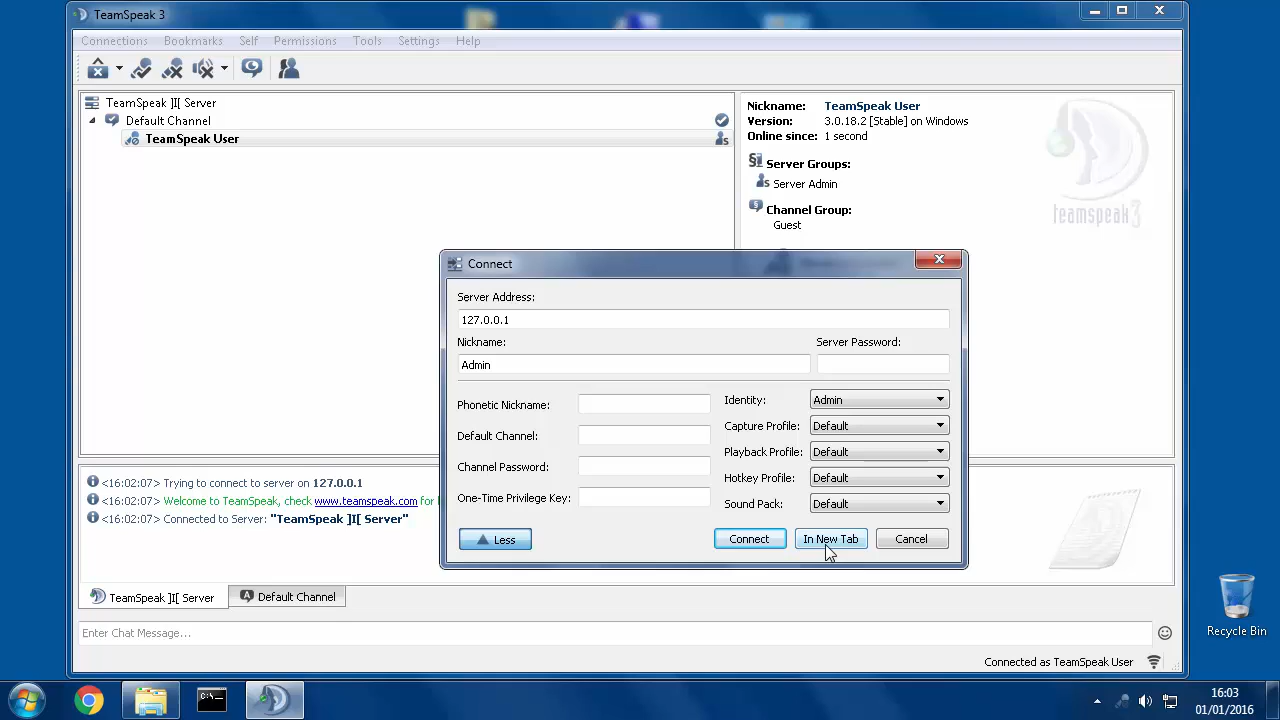 TeamSpeak 3
Connections Bookmarks Self Permissions Tools Settings Help
TeamSpeak ]I[ Server
Default Channel
TeamSpeak User
Nickname: TeamSpeak User
Version: 3.0.18.2 [Stable] on Windows
Online since: 1 second
Server Groups:
Server Admin
Channel Group:
Guest
teamspeak3
Connect
Server Address:
127.0.0.1
Nickname: Server Password:
Admin
Phonetic Nickname:
Default Channel:
Channel Password:
One-Time Privilege Key:
Identity: Admin
Capture Profile: Default
Playback Profile: Default
Hotkey Profile: Default
Sound Pack: Default
Less Connect In New Tab Cancel
<16:02:07> Trying to connect to server on 127.0.0.1
<16:02:07> Welcome to TeamSpeak, check www.teamspeak.com for
<16:02:07> Connected to Server: "TeamSpeak ]I[ Server"
TeamSpeak ]I[ Server Default Channel
Enter Chat Message...
Connected as TeamSpeak User
Recycle Bin
C:\
16:03
01/01/2016